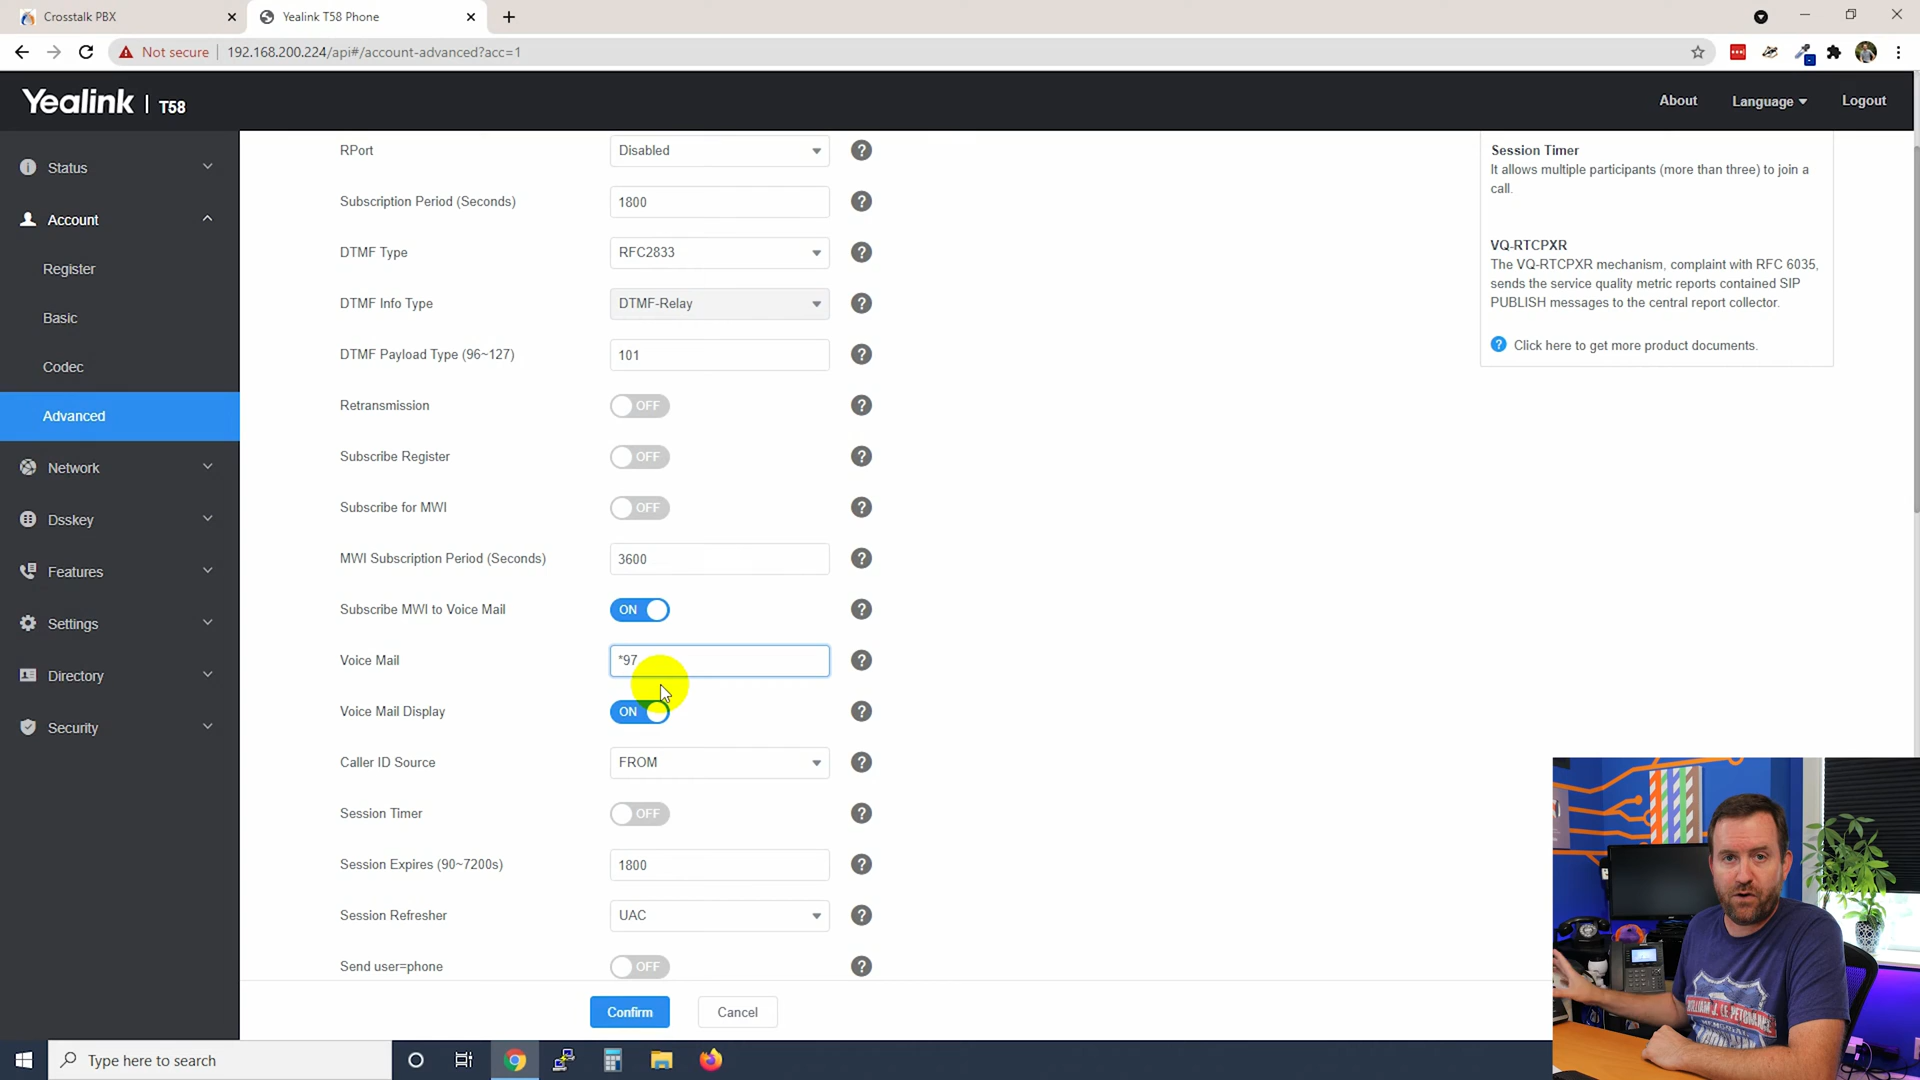 Crosstalk PBX
Yealink T58 Phone
Not secure
192.168.200.224/api#/account-advanced?acc=1
Yealink | T58
About
Language
Logout
Status
Account
Register
Basic
Codec
Advanced
Network
Dsskey
Features
Settings
Directory
Security
RPort
Disabled
Subscription Period (Seconds)
1800
DTMF Type
RFC2833
DTMF Info Type
DTMF-Relay
DTMF Payload Type (96~127)
101
Retransmission
OFF
Subscribe Register
OFF
Subscribe for MWI
OFF
MWI Subscription Period (Seconds)
3600
Subscribe MWI to Voice Mail
ON
Voice Mail
*97
Voice Mail Display
ON
Caller ID Source
FROM
Session Timer
OFF
Session Expires (90~7200s)
1800
Session Refresher
UAC
Send user=phone
OFF
Confirm
Cancel
Session Timer
It allows multiple participants (more than three) to join a
call.
VQ-RTCPXR
The VQ-RTCPXR mechanism, complaint with RFC 6035,
sends the service quality metric reports contained SIP
PUBLISH messages to the central report collector.
Click here to get more product documents.
Type here to search
WILLIAM J. LE PETOMANE
MEMORIAL